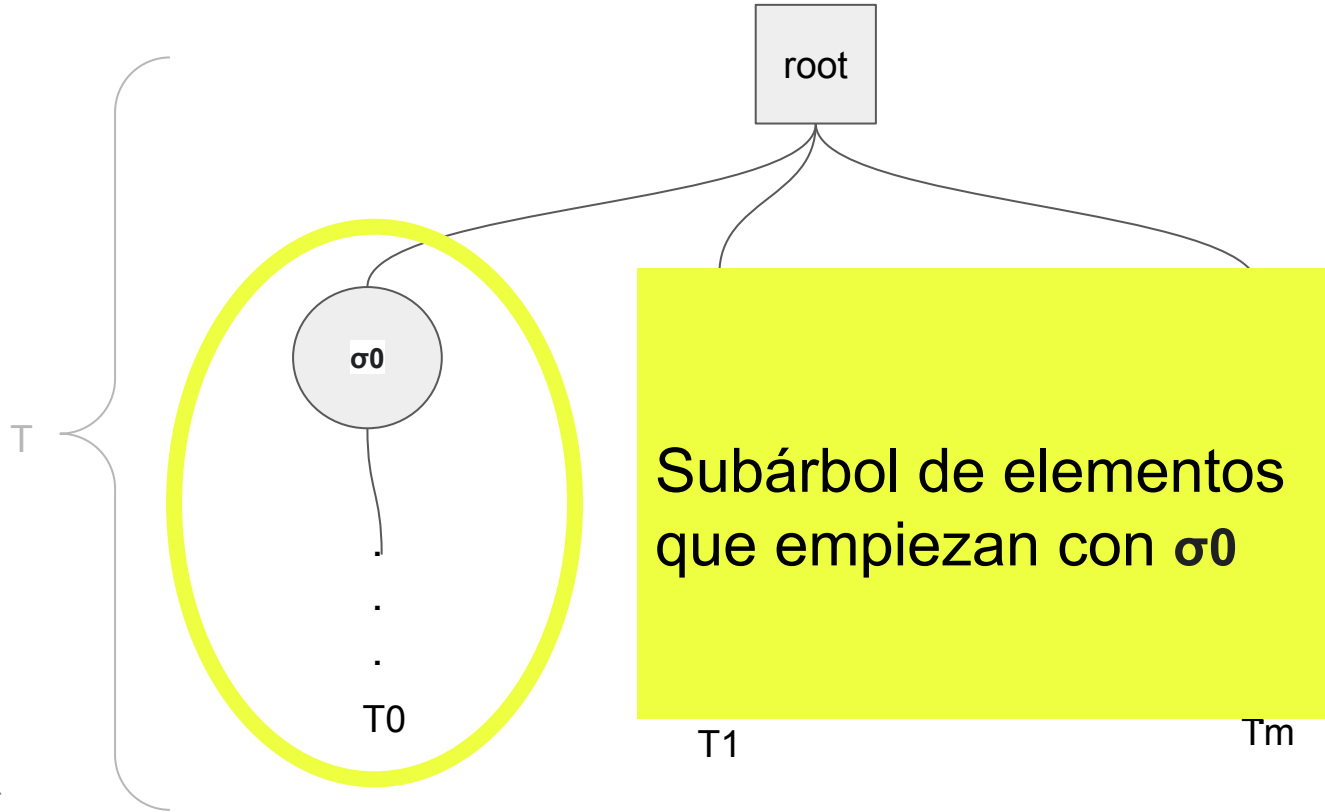 root
σ0
T
Subárbol de elementos
que empiezan con σ0
.
.
.
T0
T1
Tm